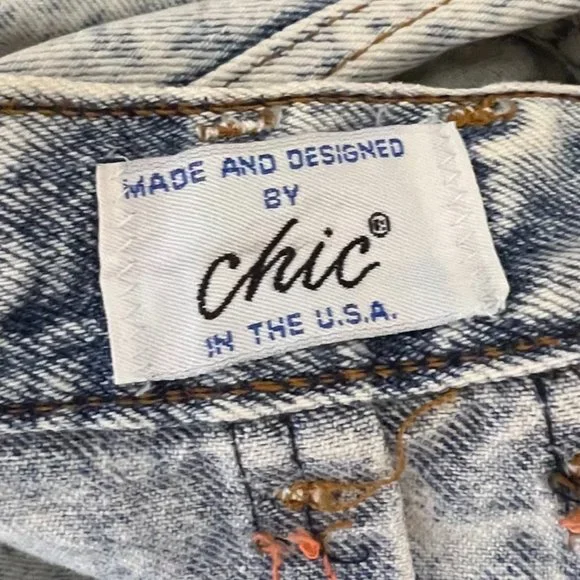 MADE AND DESIGNED
BY
chic®
IN THE U.S.A.